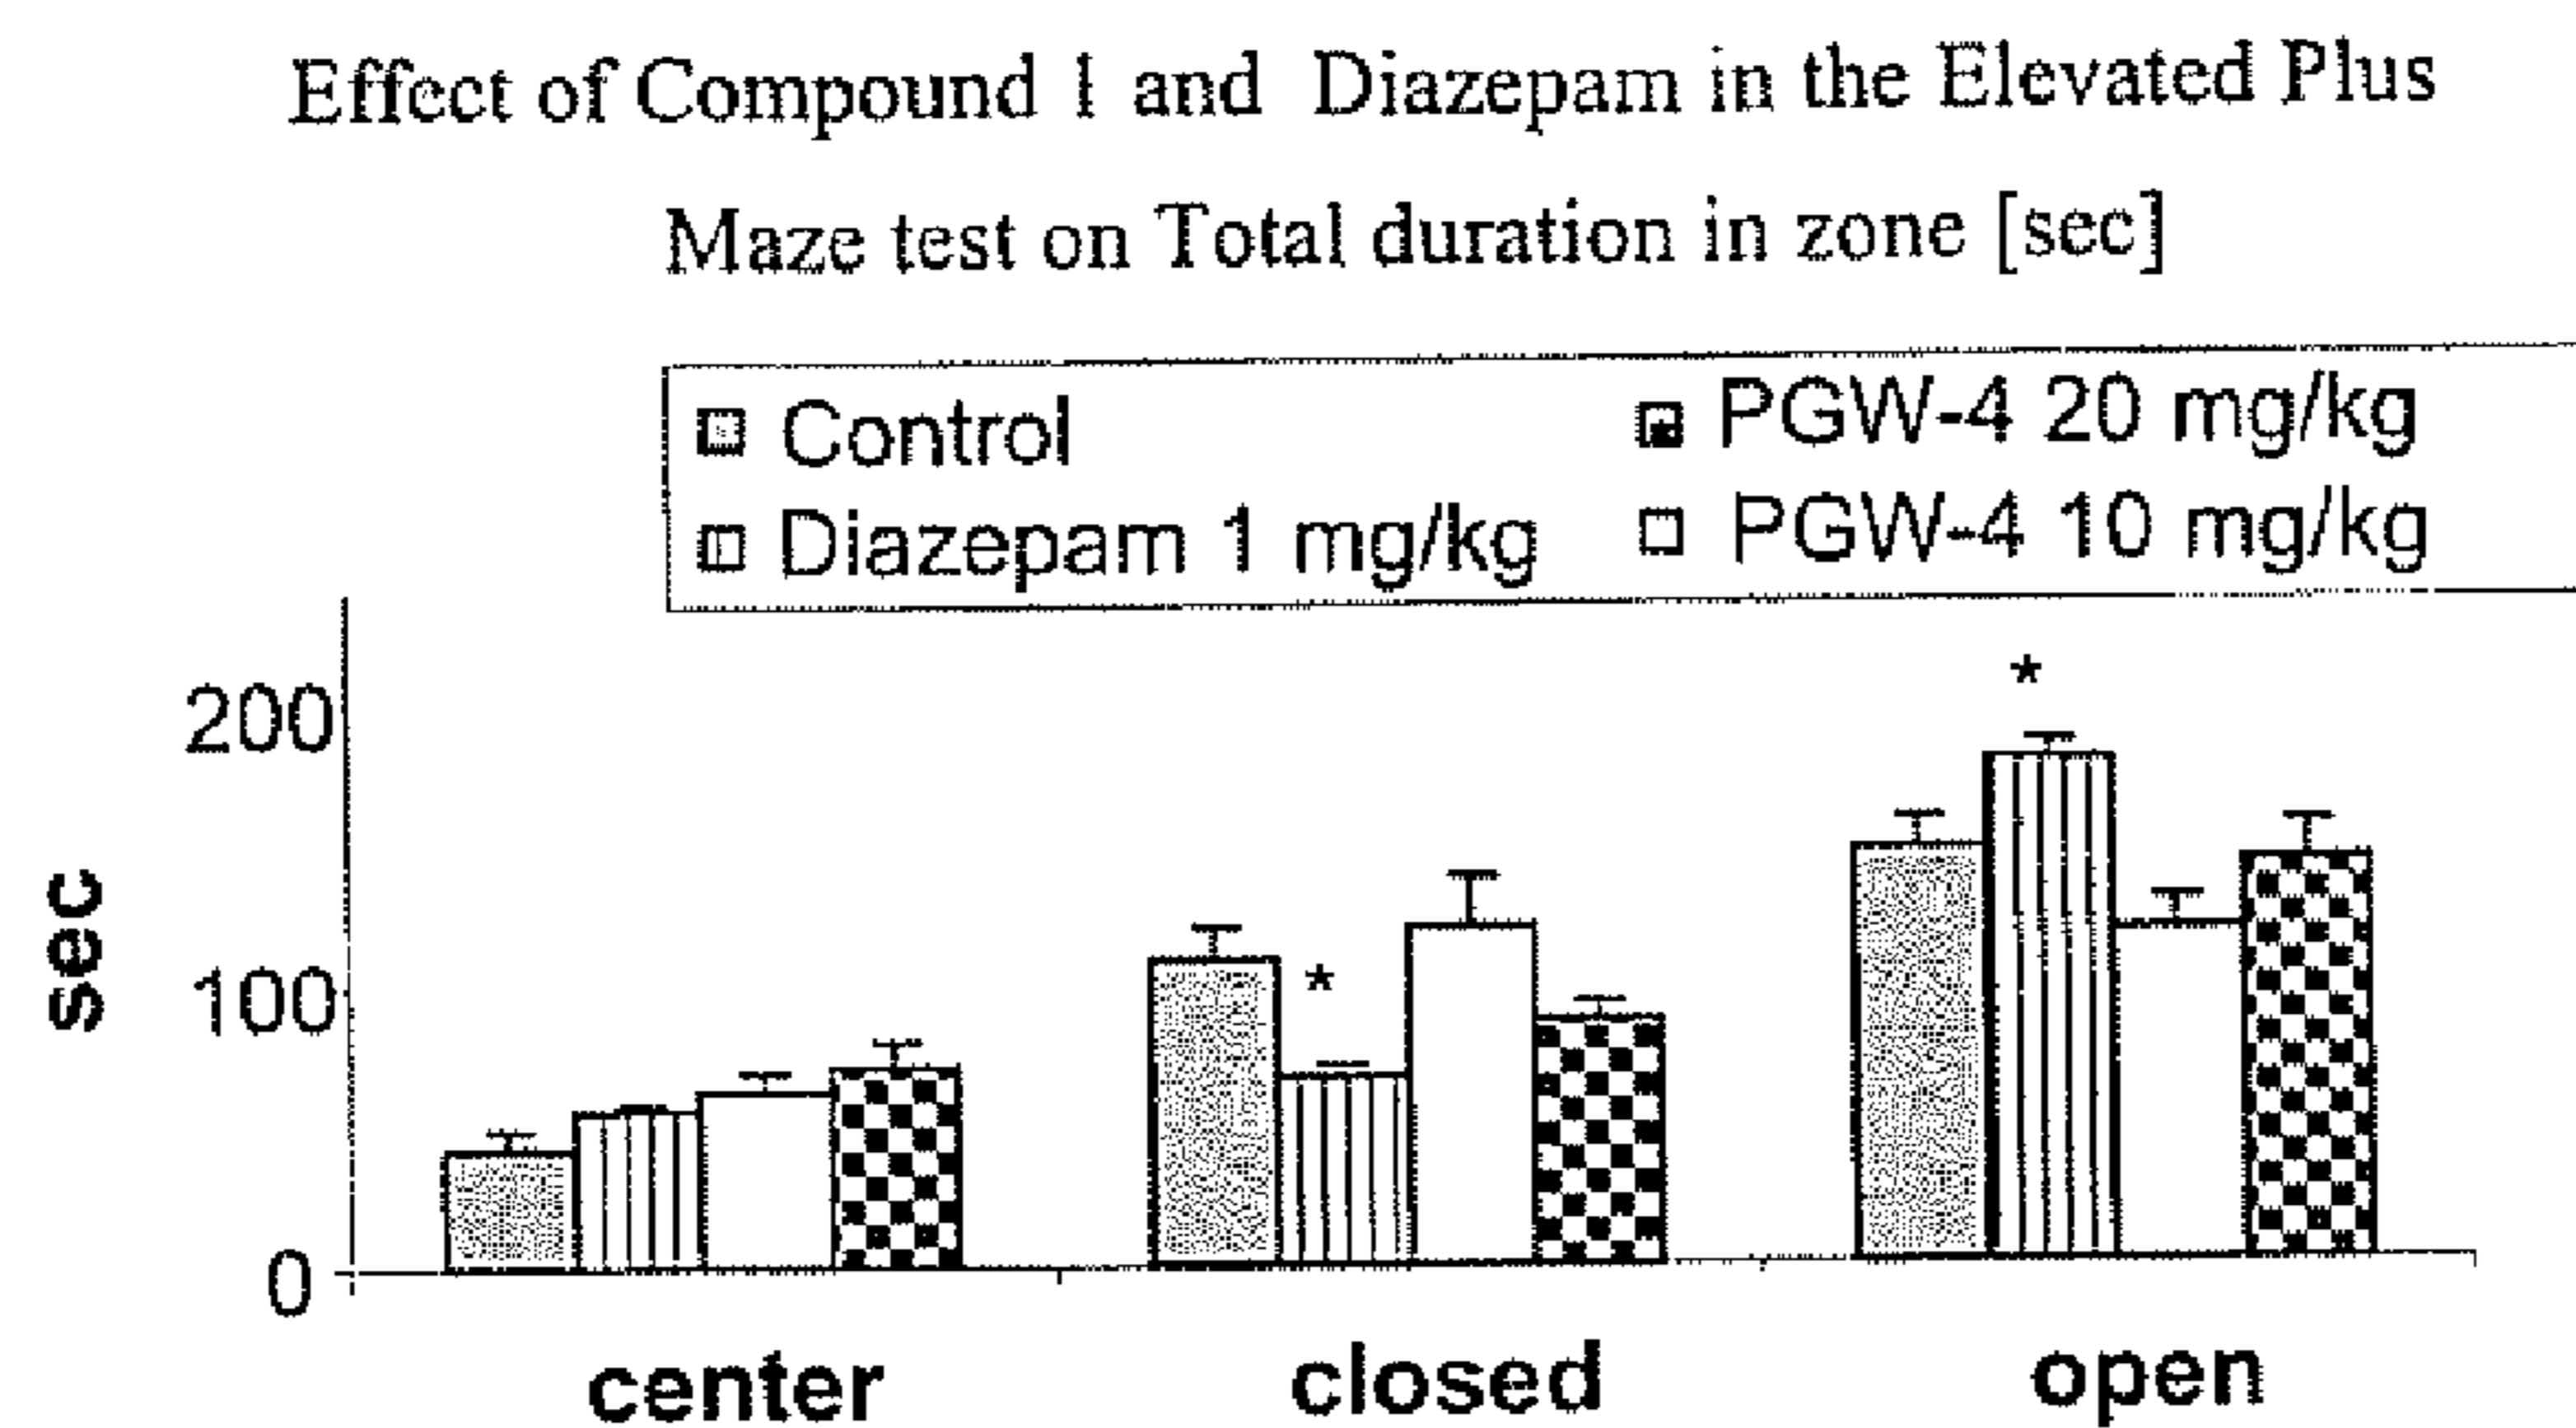 Effect of Compound 1 and Diazepam in the Elevated Plus
Maze test on Total duration in zone [sec]
Control
PGW-4 20 mg/kg
Diazepam 1 mg/kg
PGW-4 10 mg/kg
*
200
*
100
sec
0
center closed open